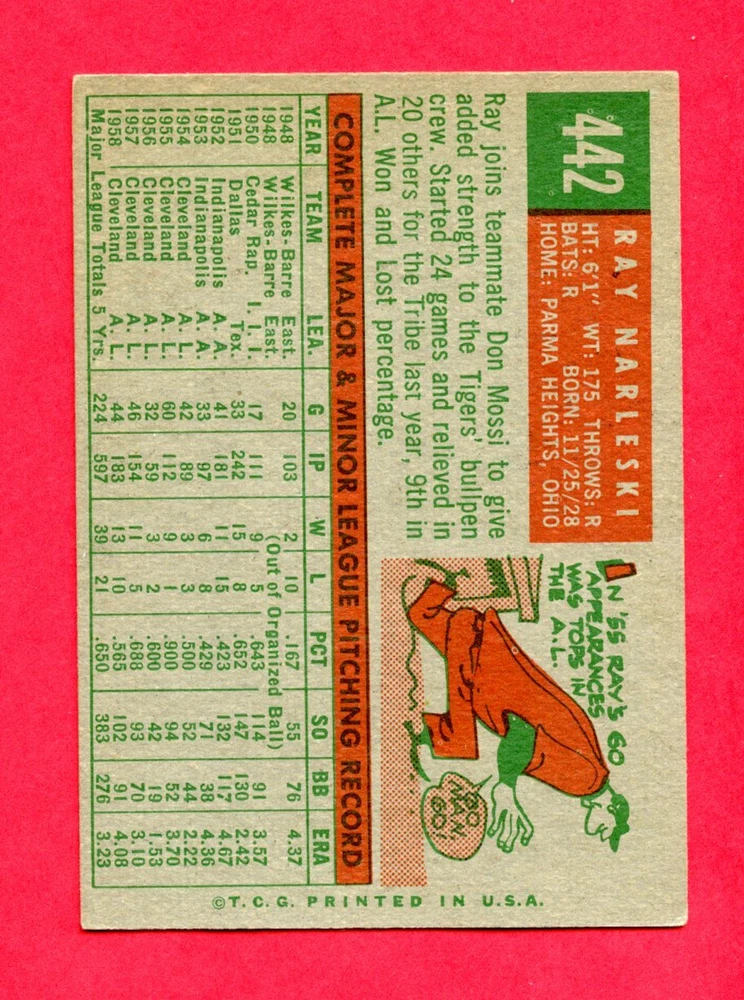 442
RAY NARLESKI
HT: 6'1" WT: 175 THROWS: R
BATS: R BORN: 11/25/28
HOME: PARMA HEIGHTS, OHIO
Ray joins teammate Don Mossi to give
added strength to the Tigers' bullpen
crew. Started 24 games and relieved in
20 others for the Tribe last year, 9th in
A.L. Won and Lost percentage.
IN '55 RAY'S 60
APPEARANCES
WAS TOPS IN
THE A.L.
GO
MAN
GO!
COMPLETE MAJOR & MINOR LEAGUE PITCHING RECORD
YEAR TEAM LEA. G IP W L PCT SO BB ERA
1948 Wilkes-Barre East. 20 103 2 10 .167 55 76 4.37
1948 Wilkes-Barre East. (Out of Organized Ball)
1950 Cedar Rap. I. I. I. 17 111 9 5 .643 114 91 3.57
1951 Dallas Tex. 33 242 15 8 .652 147 130 2.42
1952 Indianapolis A. A. 41 181 11 15 .423 132 117 4.67
1953 Indianapolis A. A. 33 97 6 8 .429 71 38 4.36
1954 Cleveland A. L. 42 89 3 3 .500 52 44 2.22
1955 Cleveland A. L. 60 112 9 1 .900 94 52 3.70
1956 Cleveland A. L. 32 59 3 2 .600 42 19 1.53
1957 Cleveland A. L. 46 154 11 5 .688 93 70 3.10
1958 Cleveland A. L. 44 183 13 10 .565 102 91 4.08
Major League Totals 5 Yrs. 224 597 39 21 .650 383 276 3.23
©T.C.G. PRINTED IN U.S.A.